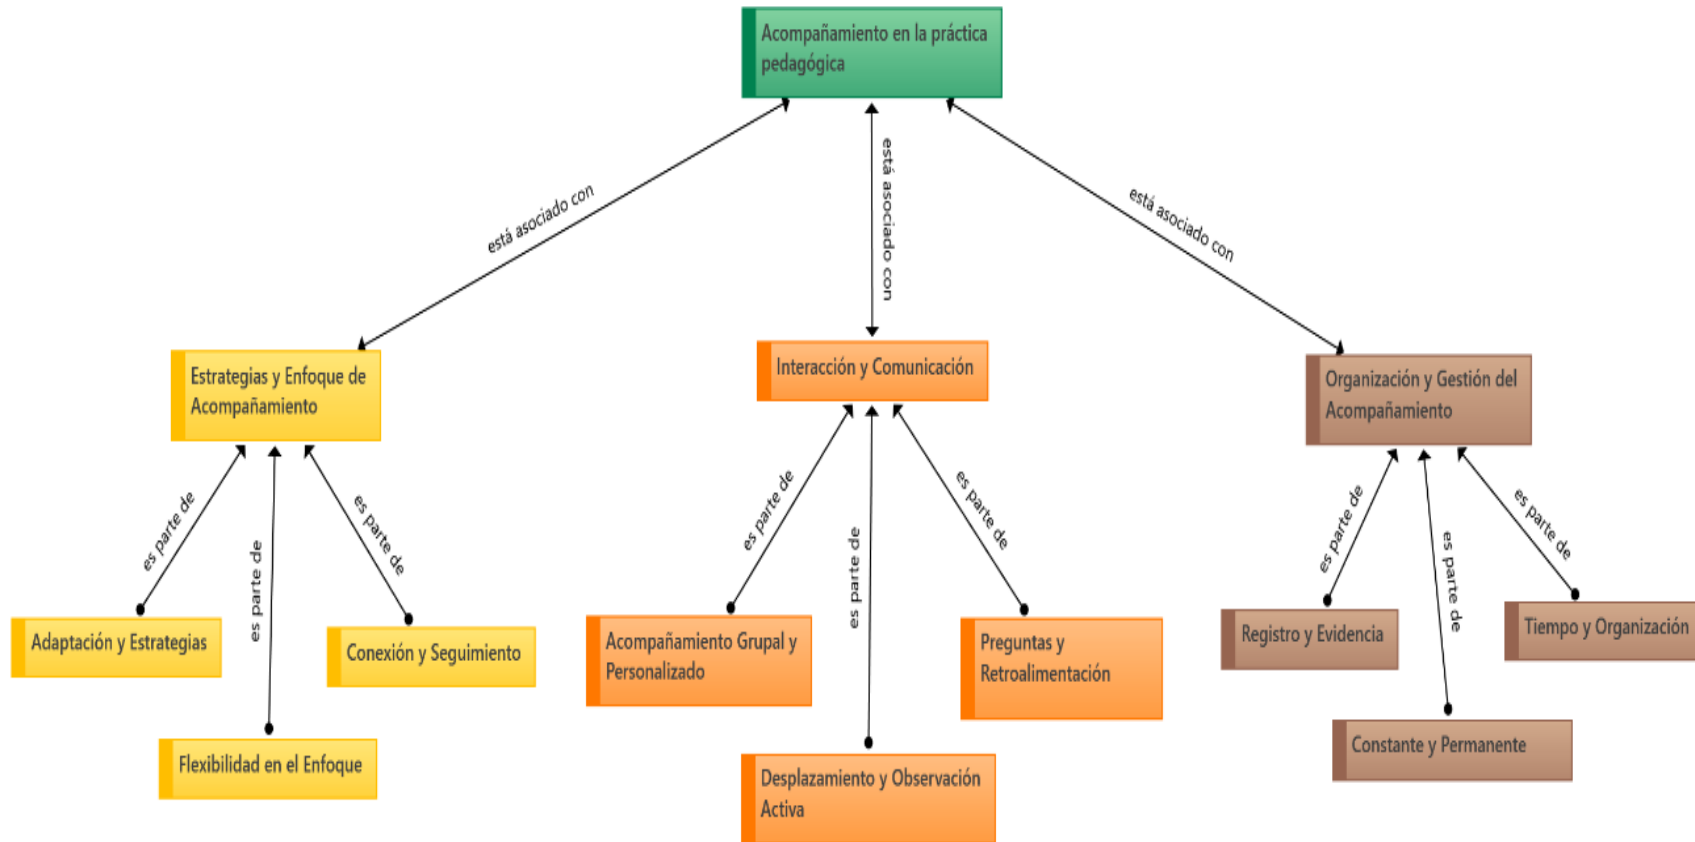 Acompañamiento en la práctica
pedagógica
está asociado con
está asociado con
está asociado con
Estrategias y Enfoque de
Acompañamiento
Interacción y Comunicación
Organización y Gestión del
Acompañamiento
es parte de
es parte de
es parte de
es parte de
es parte de
es parte de
es parte de
es parte de
es parte de
Adaptación y Estrategias
Conexión y Seguimiento
Flexibilidad en el Enfoque
Acompañamiento Grupal y
Personalizado
Preguntas y
Retroalimentación
Desplazamiento y Observación
Activa
Registro y Evidencia
Tiempo y Organización
Constante y Permanente